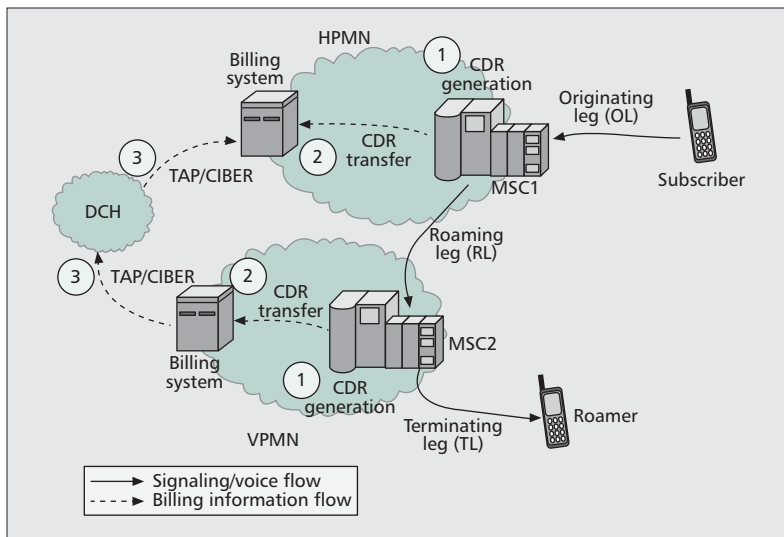 HPMN
Billing
system
1
CDR
generation
Originating
leg (OL)
3
2
CDR
transfer
TAP/CIBER
MSC1
Subscriber
DCH
Roaming
leg (RL)
3
TAP/CIBER
2
CDR
transfer
MSC2
Billing
system
1
CDR
generation
Terminating
leg (TL)
Roamer
VPMN
Signaling/voice flow
Billing information flow